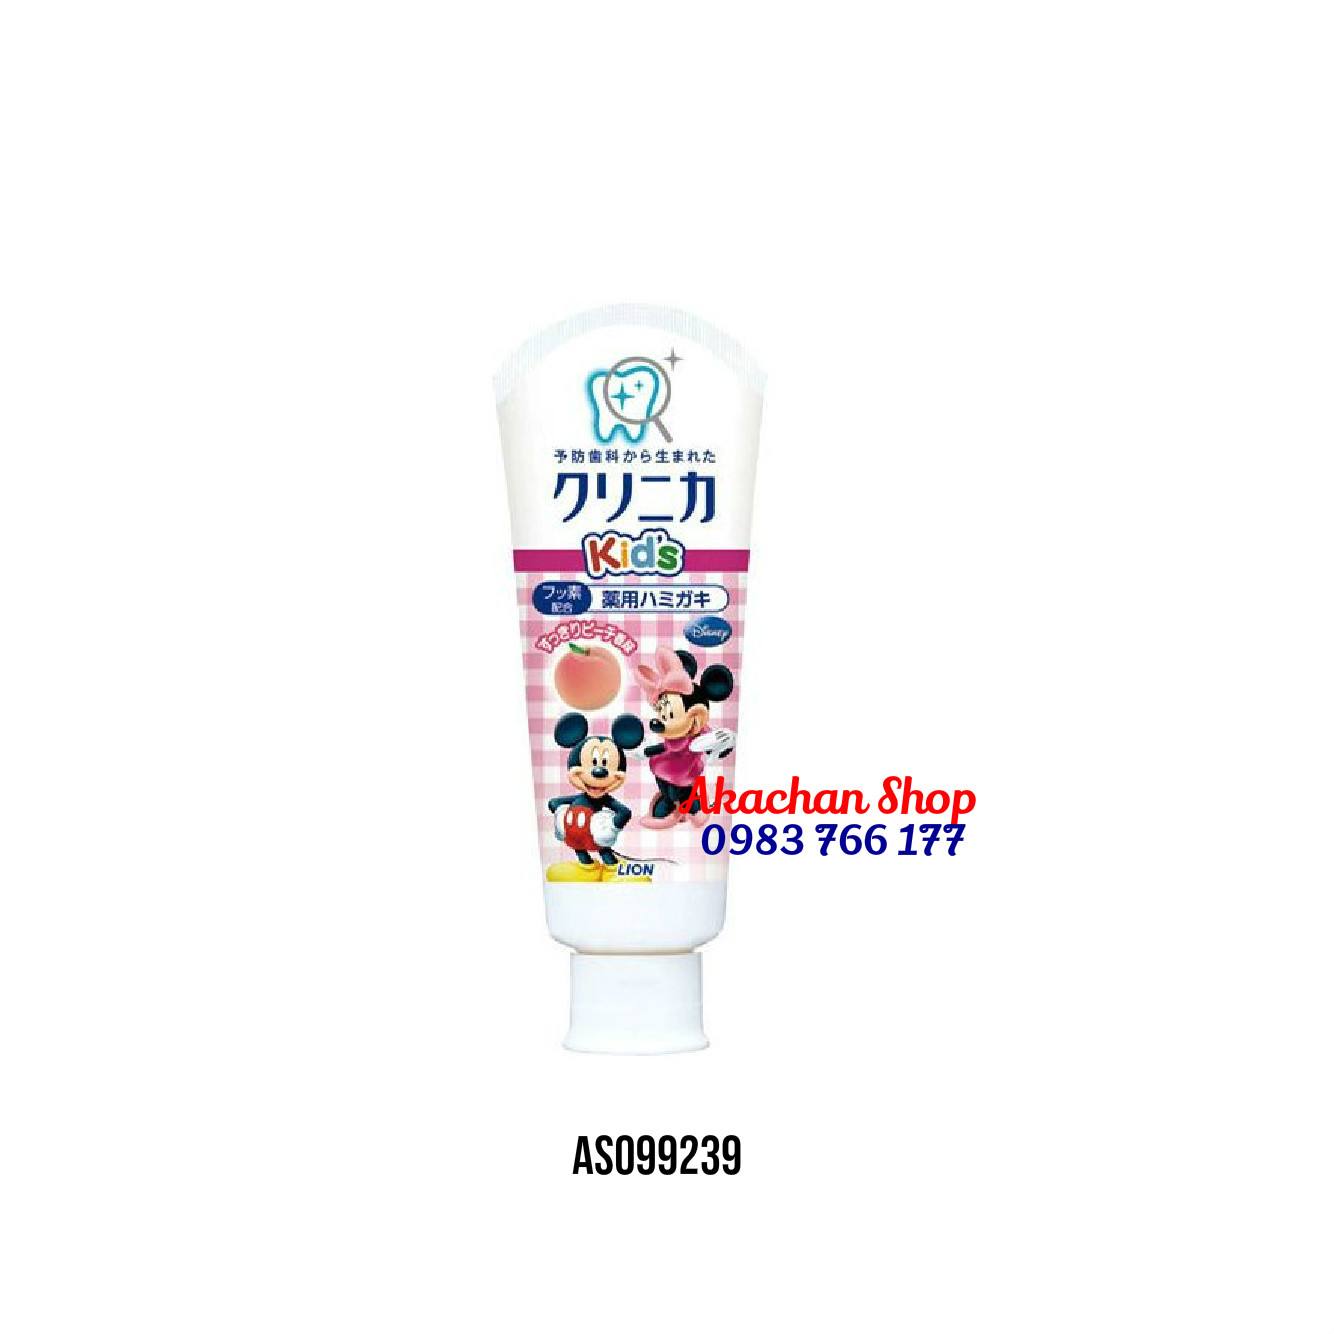 予防歯科から生まれた
クリニカ
Kid's
フッ素
配合
薬用ハミガキ
すっきりピーチ香味
Disney
Akachan Shop
0983 766 177
LION
AS099239